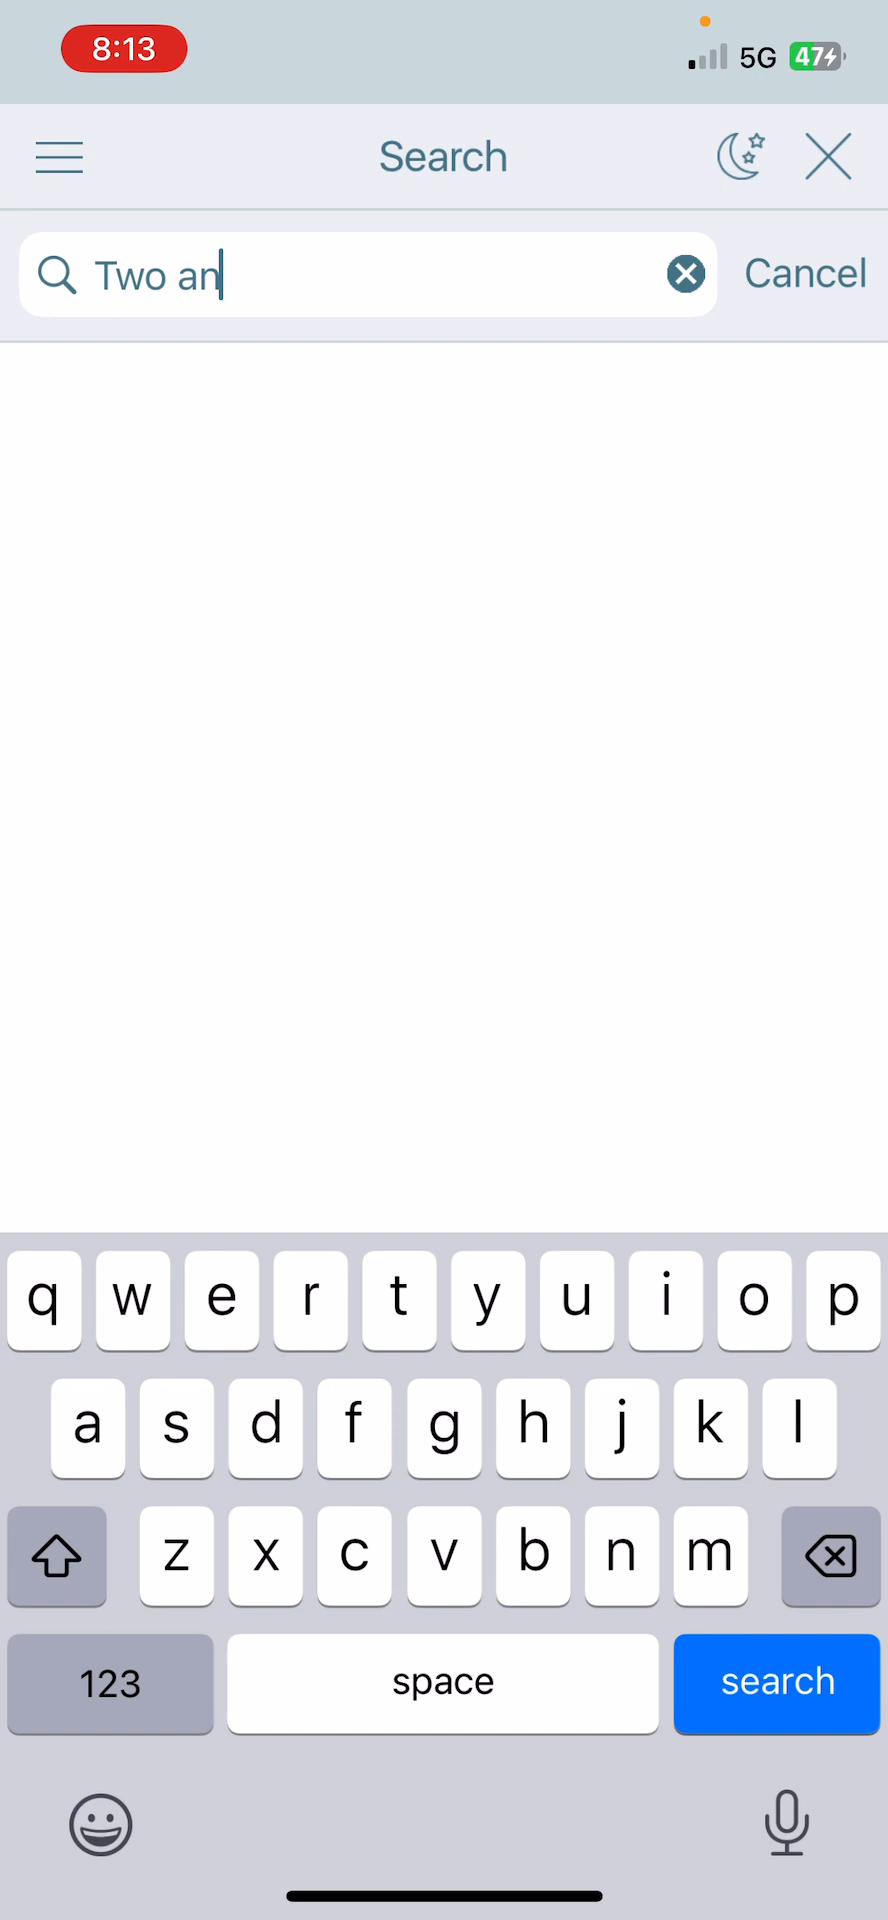 8:13 5G 47
Search
Two an Cancel
q w e r t y u i o p
a s d f g h j k l
z x c v b n m
123 space search